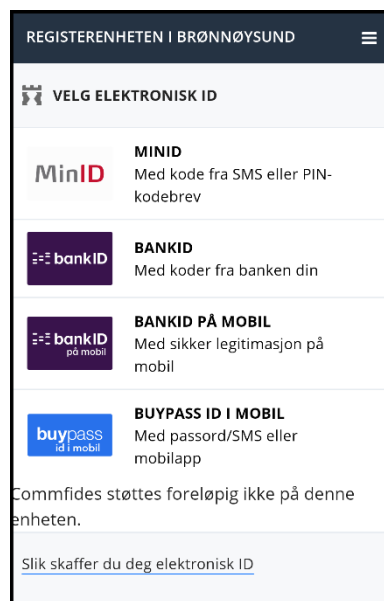 REGISTERENHETEN I BRØNNØYSUND
VELG ELEKTRONISK ID
MinID
MINID
Med kode fra SMS eller PIN-
kodebrev
bankID
BANKID
Med koder fra banken din
bankID
på mobil
BANKID PÅ MOBIL
Med sikker legitimasjon på
mobil
buypass
id i mobil
BUYPASS ID I MOBIL
Med passord/SMS eller
mobilapp
Commfides støttes foreløpig ikke på denne
enheten.
Slik skaffer du deg elektronisk ID